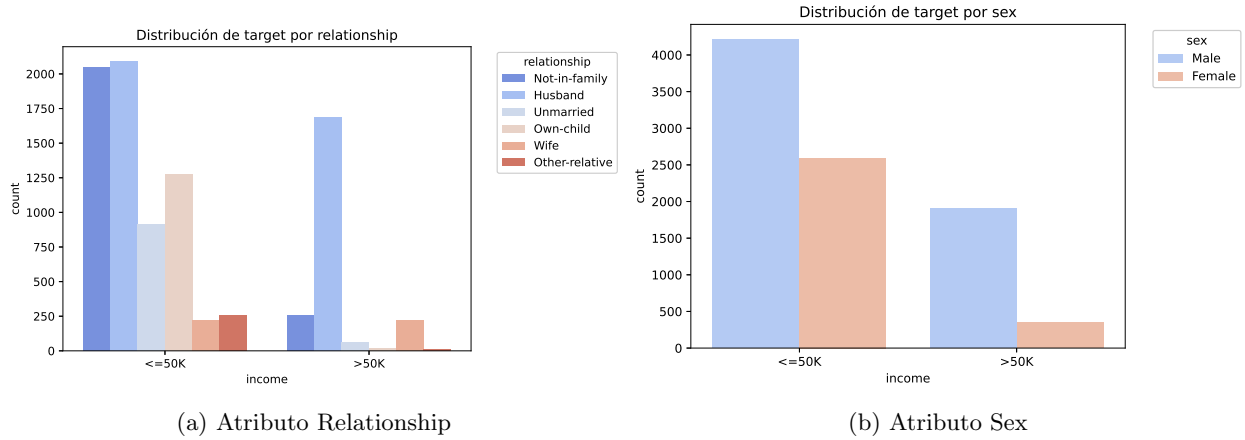 Distribución de target por relationship
2000
1750
1500
1250
1000
750
500
250
0
count
<=50K
>50K
income
relationship
Not-in-family
Husband
Unmarried
Own-child
Wife
Other-relative
(a) Atributo Relationship
Distribución de target por sex
4000
3500
3000
2500
2000
1500
1000
500
0
count
<=50K
>50K
income
sex
Male
Female
(b) Atributo Sex